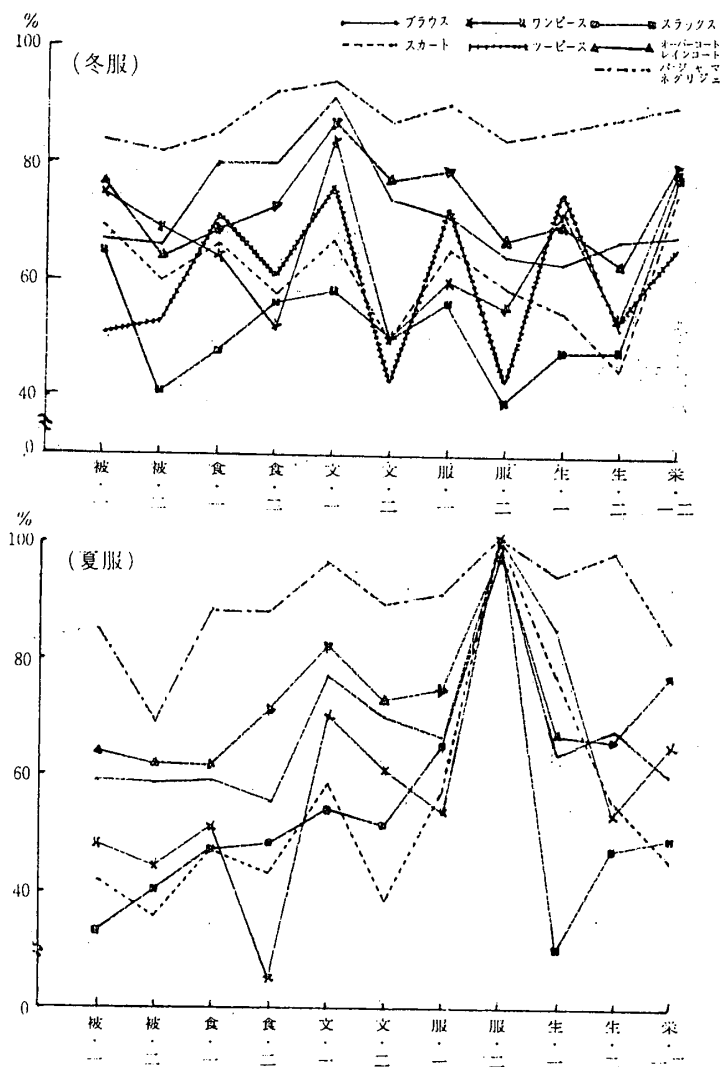 %
ブラウス
ワンピース
スラックス
スカート
ツーピース
オーバーコート
レインコート
パジャマ
ネグリジェ
100
(冬服)
80
60
40
0
被・一 被・二 食・一 食・二 文・一 文・二 服・一 服・二 生・一 生・二 栄・一二
%
100
(夏服)
80
60
40
0
被・一 被・二 食・一 食・二 文・一 文・二 服・一 服・二 生・一 生・二 栄・一二